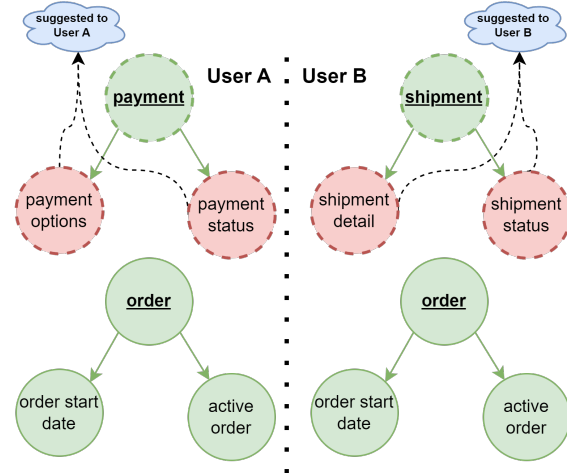 suggested to
User A
suggested to
User B
User A
User B
payment
shipment
payment
options
payment
status
shipment
detail
shipment
status
order
order
order start
date
active
order
order start
date
active
order